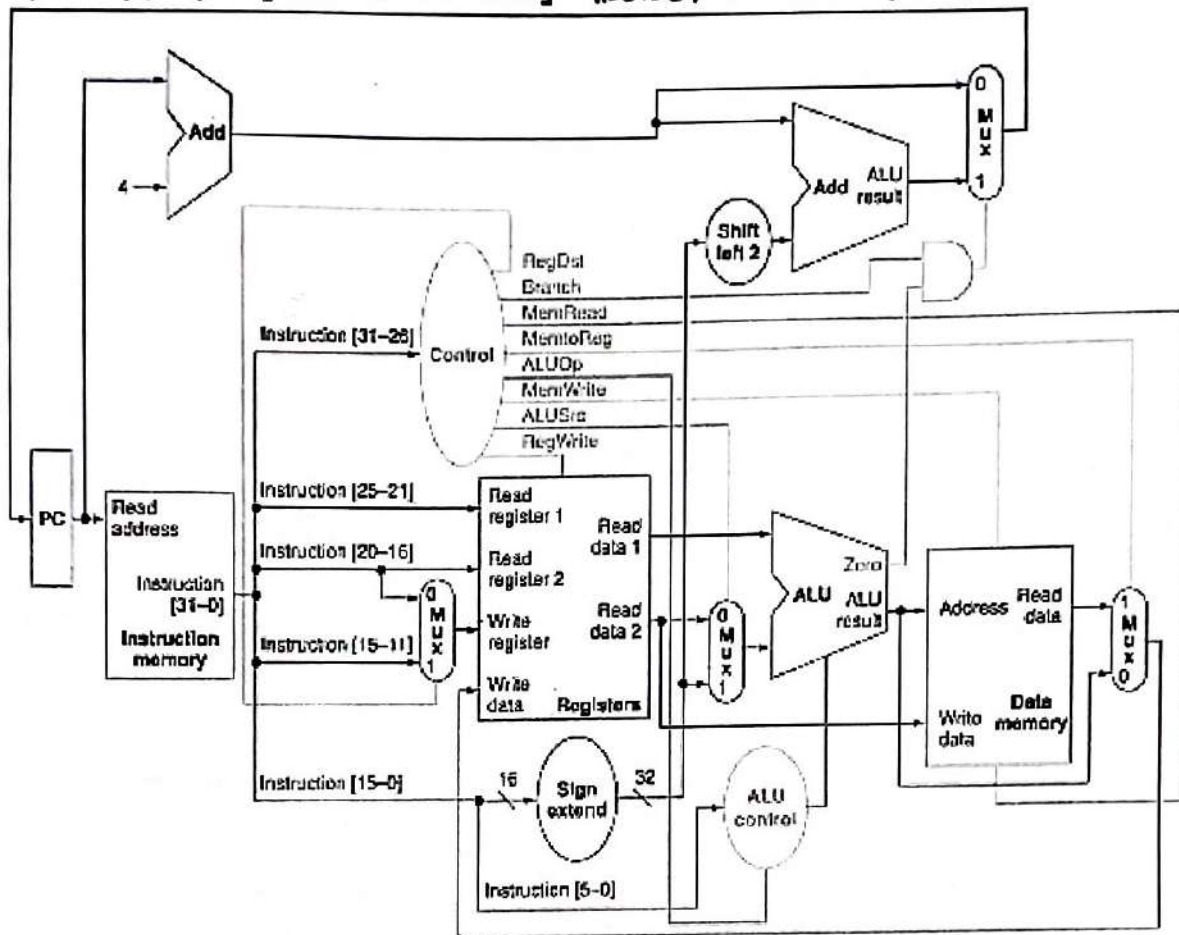 Add
4
0
Mux
1
Add ALU result
Shift left 2
RegDst
Branch
MemRead
MemtoReg
ALUOp
MemWrite
ALUSrc
RegWrite
Control
Instruction [31–26]
PC
Read address
Instruction [31–0]
Instruction memory
Instruction [25–21]
Instruction [20–16]
Instruction [15–11]
0
Mux
1
Read register 1
Read register 2
Write register
Write data
Read data 1
Read data 2
Registers
0
Mux
1
Zero
ALU
ALU result
Address
Read data
Write data
Data memory
1
Mux
0
Instruction [15–0]
16
Sign extend
32
ALU control
Instruction [5–0]